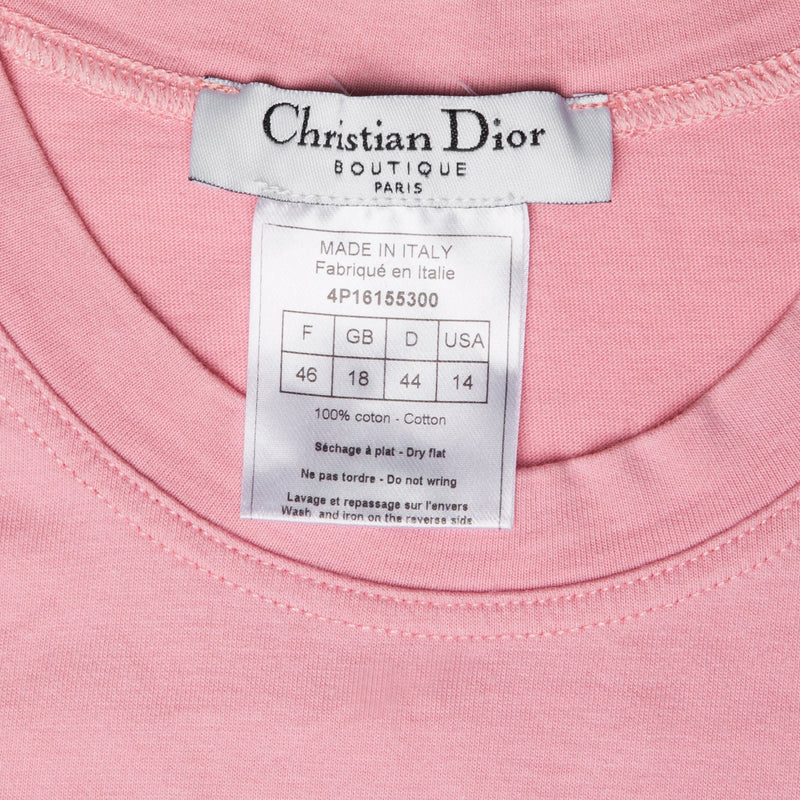 Christian Dior
BOUTIQUE
PARIS
MADE IN ITALY
Fabriqué en Italie
4P16155300
F GB D USA
46 18 44 14
100% coton - Cotton
Séchage à plat - Dry flat
Ne pas tordre - Do not wring
Lavage et repassage sur l'envers
Wash and iron on the reverse side